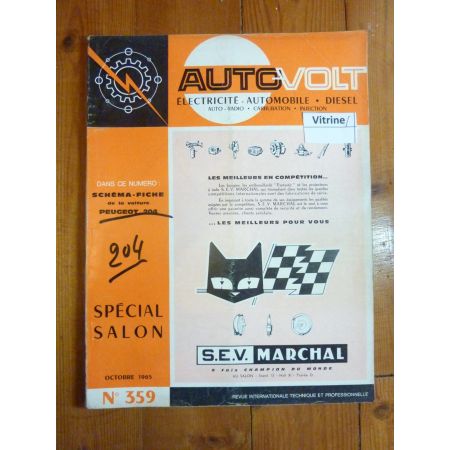 AUTOVOLT
ÉLECTRICITÉ - AUTOMOBILE • DIESEL
AUTO-RADIO • CARBURATION • INJECTION
Vitrine
DANS CE NUMÉRO
SCHÉMA-FICHE
de la voiture
PEUGEOT 204
204
SPÉCIAL
SALON
OCTOBRE 1965
N° 359
LES MEILLEURS EN COMPÉTITION...
...LES MEILLEURS POUR VOUS
S.E.V. MARCHAL
FOIS CHAMPION DU MONDE
AU SALON
REVUE INTERNATIONALE TECHNIQUE ET PROFESSIONNELLE